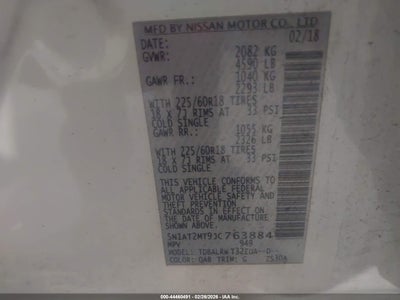 MFD BY NISSAN MOTOR CO., LTD
DATE: 02/18
GVWR: 2082 KG
4590 LB
GAWR FR.: 1040 KG
2293 LB
WITH 225/60R18 TIRES
18 X 7J RIMS AT 33 PSI
COLD SINGLE
GAWR RR.: 1055 KG
2326 LB
WITH 225/60R18 TIRES
18 X 7J RIMS AT 33 PSI
COLD SINGLE
THIS VEHICLE CONFORMS TO
ALL APPLICABLE FEDERAL
MOTOR VEHICLE SAFETY AND
THEFT PREVENTION
STANDARDS IN EFFECT ON
THE DATE OF MANUFACTURE
SHOWN ABOVE.
5N1AT2MT9JC763884
MPV 949
MODEL:
COLOR: QAB TRIM: G
IMAGE: 44460491 | 02/26/2026 - IAA Inc.